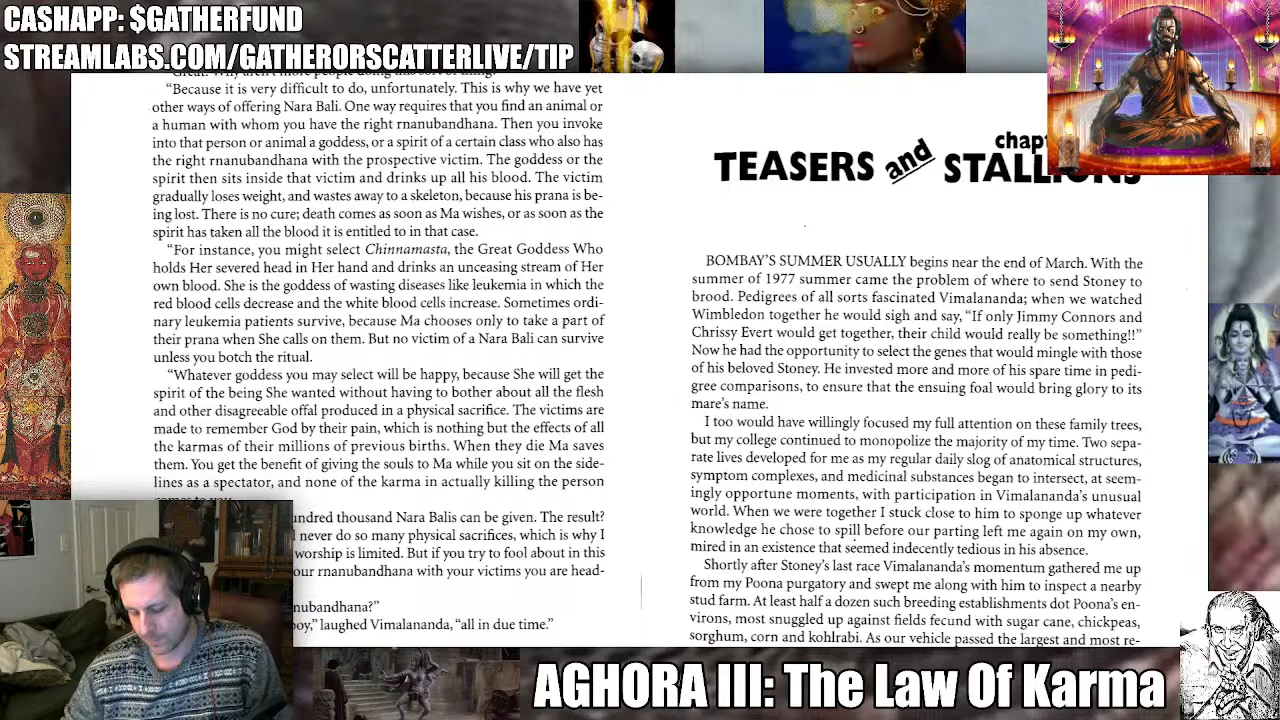 CASHAPP: $GATHERFUND
STREAMLABS.COM/GATHERORSCATTERLIVE/TIP
"Great. Why aren't more people doing this sort of thing?"
"Because it is very difficult to do, unfortunately. This is why we have yet
other ways of offering Nara Bali. One way requires that you find an animal or
a human with whom you have the right rnanubandhana. Then you invoke
into that person or animal a goddess, or a spirit of a certain class who also has
the right rnanubandhana with the prospective victim. The goddess or the
spirit then sits inside that victim and drinks up all his blood. The victim
gradually loses weight, and wastes away to a skeleton, because his prana is be-
ing lost. There is no cure; death comes as soon as Ma wishes, or as soon as the
spirit has taken all the blood it is entitled to in that case.
"For instance, you might select Chinnamasta, the Great Goddess Who
holds Her severed head in Her hand and drinks an unceasing stream of Her
own blood. She is the goddess of wasting diseases like leukemia in which the
red blood cells decrease and the white blood cells increase. Sometimes ordi-
nary leukemia patients survive, because Ma chooses only to take a part of
their prana when She calls on them. But no victim of a Nara Bali can survive
unless you botch the ritual.
"Whatever goddess you may select will be happy, because She will get the
spirit of the being She wanted without having to bother about all the flesh
and other disagreeable offal produced in a physical sacrifice. The victims are
made to remember God by their pain, which is nothing but the effects of all
the karmas of their millions of previous births. When they die Ma saves
them. You get the benefit of giving the souls to Ma while you sit on the side-
lines as a spectator, and none of the karma in actually killing the person
comes to you.
undred thousand Nara Balis can be given. The result?
never do so many physical sacrifices, which is why I
worship is limited. But if you try to fool about in this
our rnanubandhana with your victims you are head-
nubandhana?"
boy," laughed Vimalananda, "all in due time."
chapt
TEASERS and STALLIONS
BOMBAY'S SUMMER USUALLY begins near the end of March. With the
summer of 1977 summer came the problem of where to send Stoney to
brood. Pedigrees of all sorts fascinated Vimalananda; when we watched
Wimbledon together he would sigh and say, "If only Jimmy Connors and
Chrissy Evert would get together, their child would really be something!!"
Now he had the opportunity to select the genes that would mingle with those
of his beloved Stoney. He invested more and more of his spare time in pedi-
gree comparisons, to ensure that the ensuing foal would bring glory to its
mare's name.
I too would have willingly focused my full attention on these family trees,
but my college continued to monopolize the majority of my time. Two sepa-
rate lives developed for me as my regular daily slog of anatomical structures,
symptom complexes, and medicinal substances began to intersect, at seem-
ingly opportune moments, with participation in Vimalananda's unusual
world. When we were together I stuck close to him to sponge up whatever
knowledge he chose to spill before our parting left me again on my own,
mired in an existence that seemed indecently tedious in his absence.
Shortly after Stoney's last race Vimalananda's momentum gathered me up
from my Poona purgatory and swept me along with him to inspect a nearby
stud farm. At least half a dozen such breeding establishments dot Poona's en-
virons, most snuggled up against fields fecund with sugar cane, chickpeas,
sorghum, corn and kohlrabi. As our vehicle passed the largest and most re-
AGHORA III: The Law Of Karma